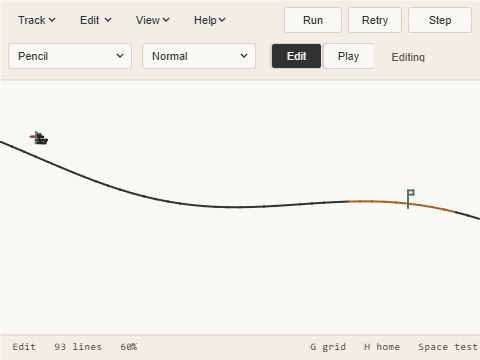 Track Edit View Help Run Retry Step
Pencil Normal Edit Play Editing
Edit 93 lines 60% G grid H home Space test